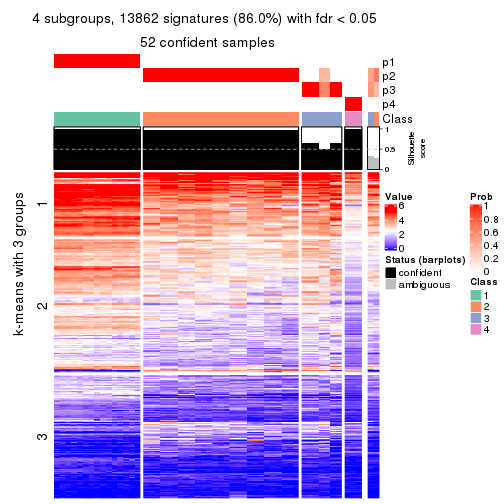 4 subgroups, 13862 signatures (86.0%) with fdr < 0.05
52 confident samples
p1
p2
p3
p4
Class
1
0.5
0
Silhouette
score
k-means with 3 groups
1
2
3
Value
6
4
2
0
Status (barplots)
confident
ambiguous
Prob
1
0.8
0.6
0.4
0.2
0
Class
1
2
3
4